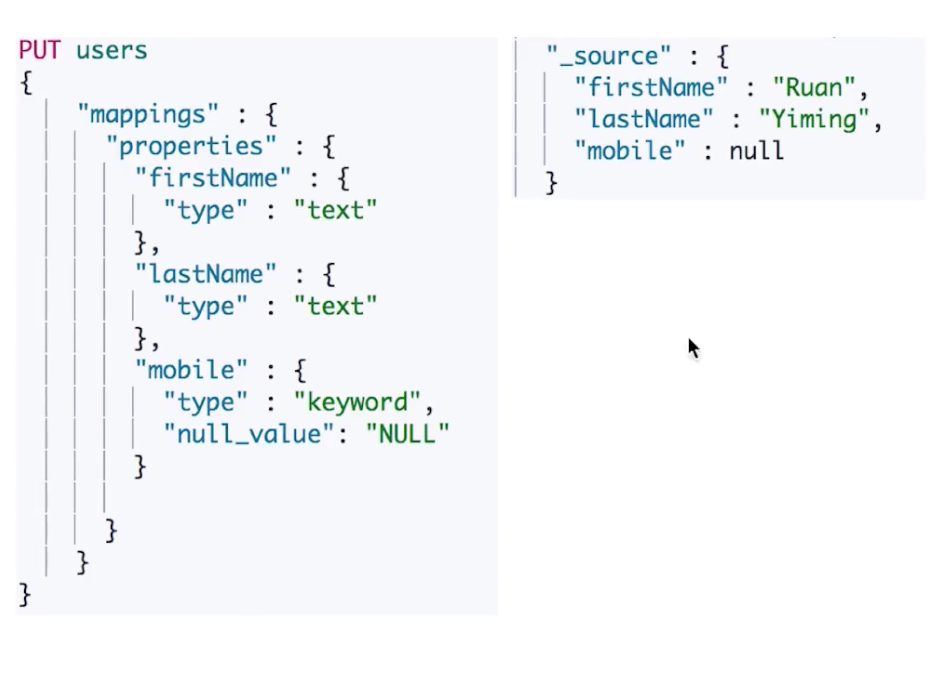 PUT users
{
"mappings" : {
"properties" : {
"firstName" : {
"type" : "text"
},
"lastName" : {
"type" : "text"
},
"mobile" : {
"type" : "keyword",
"null_value": "NULL"
}
}
}
}
"_source" : {
"firstName" : "Ruan",
"lastName" : "Yiming",
"mobile" : null
}